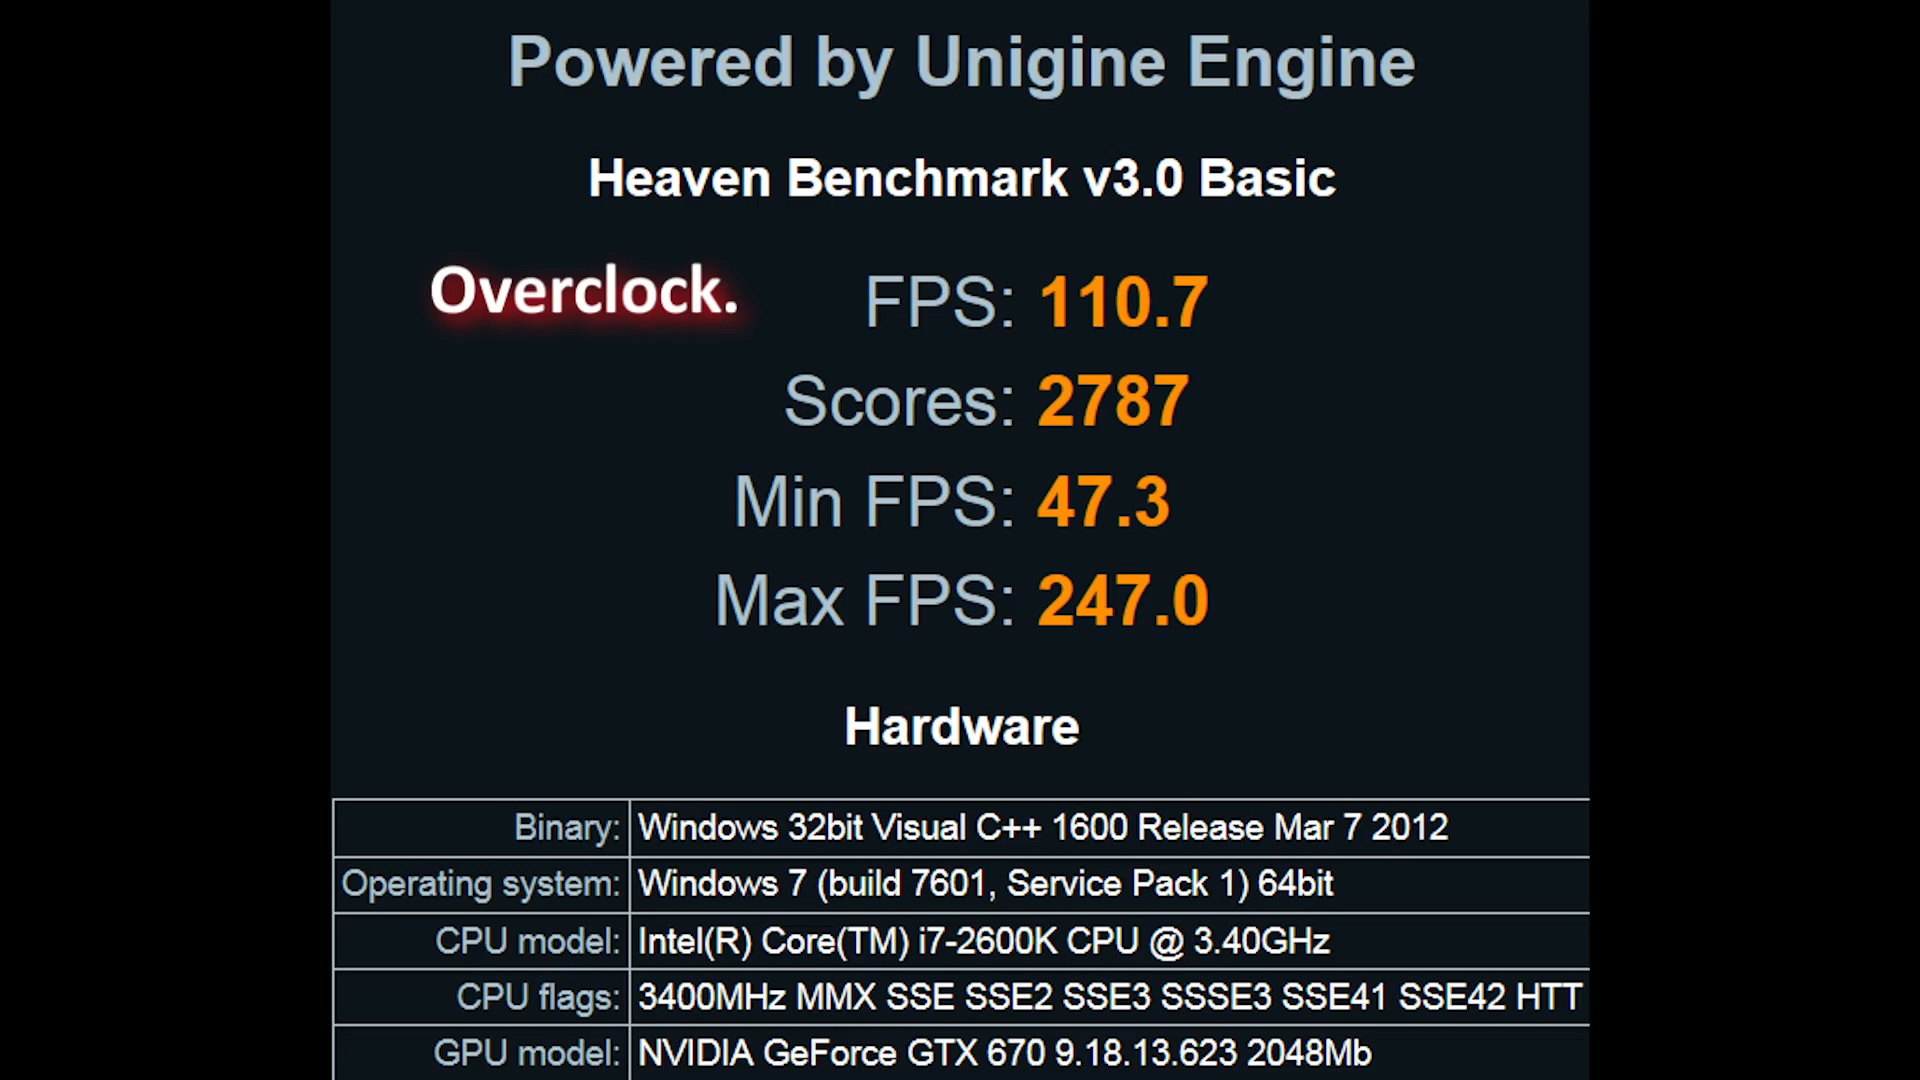 Powered by Unigine Engine
Heaven Benchmark v3.0 Basic
Overclock.
FPS: 110.7
Scores: 2787
Min FPS: 47.3
Max FPS: 247.0
Hardware
Binary: Windows 32bit Visual C++ 1600 Release Mar 7 2012
Operating system: Windows 7 (build 7601, Service Pack 1) 64bit
CPU model: Intel(R) Core(TM) i7-2600K CPU @ 3.40GHz
CPU flags: 3400MHz MMX SSE SSE2 SSE3 SSSE3 SSE41 SSE42 HTT
GPU model: NVIDIA GeForce GTX 670 9.18.13.623 2048Mb